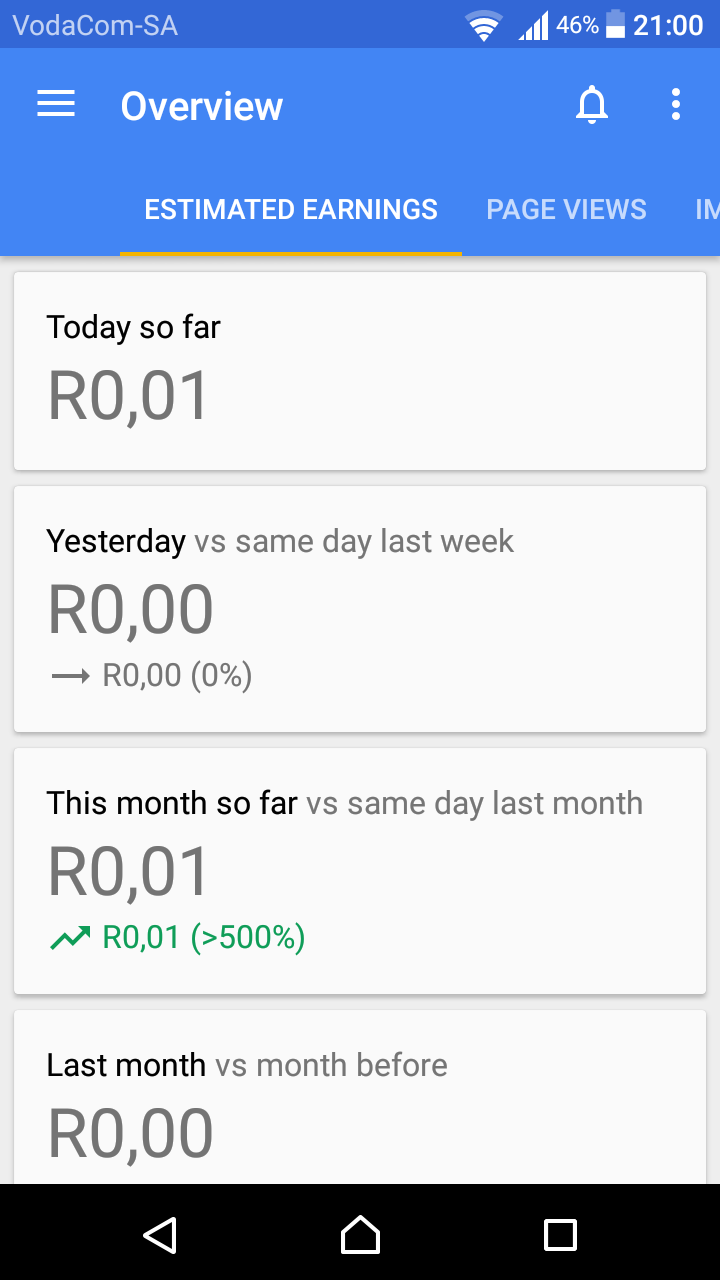 VodaCom-SA 46% 21:00
Overview
ESTIMATED EARNINGS PAGE VIEWS IM
Today so far
R0,01
Yesterday vs same day last week
R0,00
R0,00 (0%)
This month so far vs same day last month
R0,01
R0,01 (>500%)
Last month vs month before
R0,00